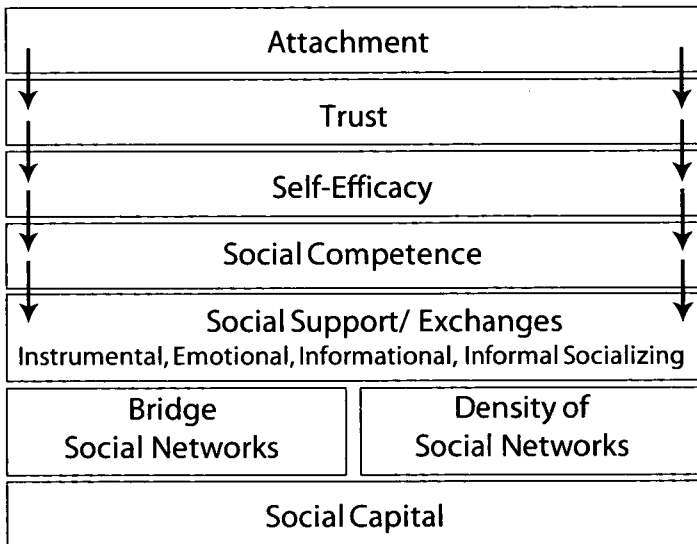 Attachment
Trust
Self-Efficacy
Social Competence
Social Support/ Exchanges
Instrumental, Emotional, Informational, Informal Socializing
Bridge
Social Networks
Density of
Social Networks
Social Capital